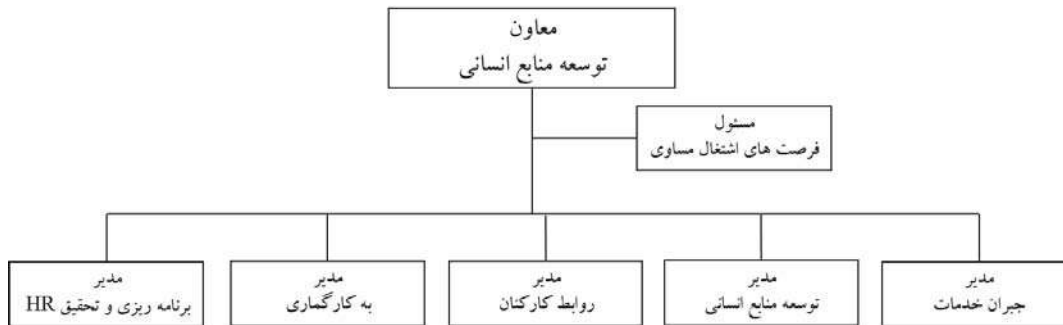 معاون
توسعه منابع انسانی
مسئول
فرصت های اشتغال مساوی
مدیر
جبران خدمات
مدیر
توسعه منابع انسانی
مدیر
روابط کارکنان
مدیر
به کارگماری
مدیر
برنامه ریزی و تحقیق HR